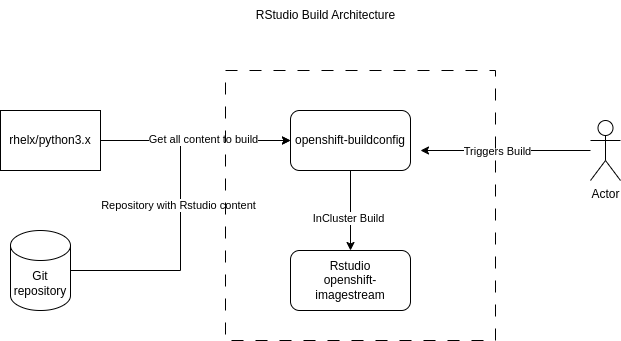 RStudio Build Architecture
rhelx/python3.x
Get all content to build
openshift-buildconfig
Triggers Build
Actor
Repository with Rstudio content
InCluster Build
Git
repository
Rstudio
openshift-
imagestream